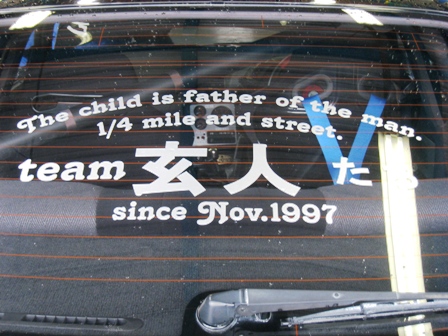 The child is father of the man.
1/4 mile and street.
team 玄人 た
since Nov.1997